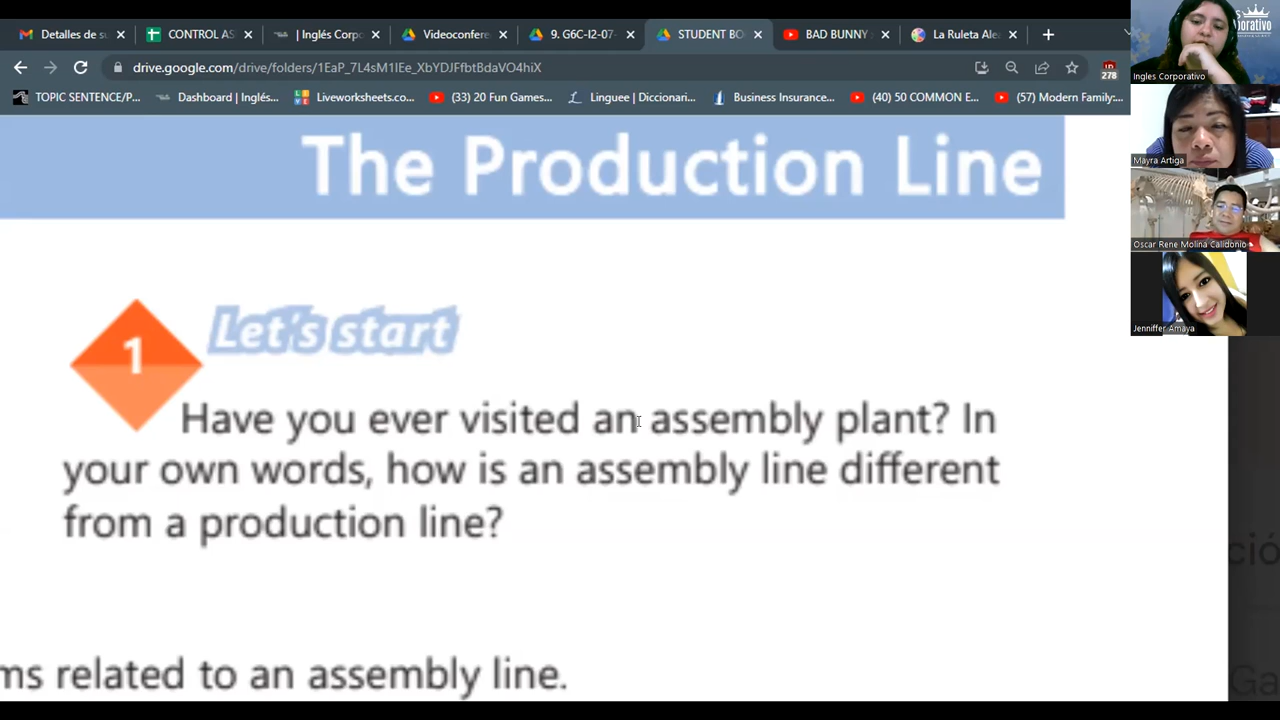 Detalles de su
CONTROL AS
| Inglés Corpo
Videoconfere
9. G6C-I2-07-
STUDENT BO
BAD BUNNY
La Ruleta Ale
drive.google.com/drive/folders/1EaP_7L4sM1IEe_XbYDJFfbtBdaVO4hiX
278
TOPIC SENTENCE/P...
Dashboard | Inglés...
Liveworksheets.co...
(33) 20 Fun Games...
Linguee | Diccionari...
Business Insurance...
(40) 50 COMMON E...
(57) Modern Family:...
The Production Line
1
Let's start
Have you ever visited an assembly plant? In
your own words, how is an assembly line different
from a production line?
ms related to an assembly line.
Ingles Corporativo
Mayra Artiga
Oscar Rene Molina Calidonio
Jenniffer Amaya
ció